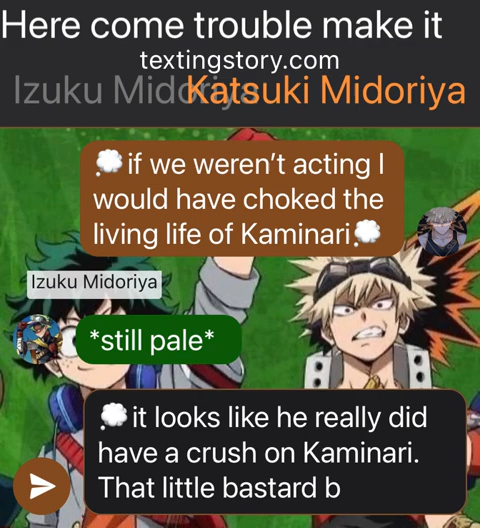 Here come trouble make it
textingstory.com
Izuku Midoriya
Katsuki Midoriya
💭if we weren't acting I
would have choked the
living life of Kaminari💭
Izuku Midoriya
*still pale*
💭it looks like he really did
have a crush on Kaminari.
That little bastard b